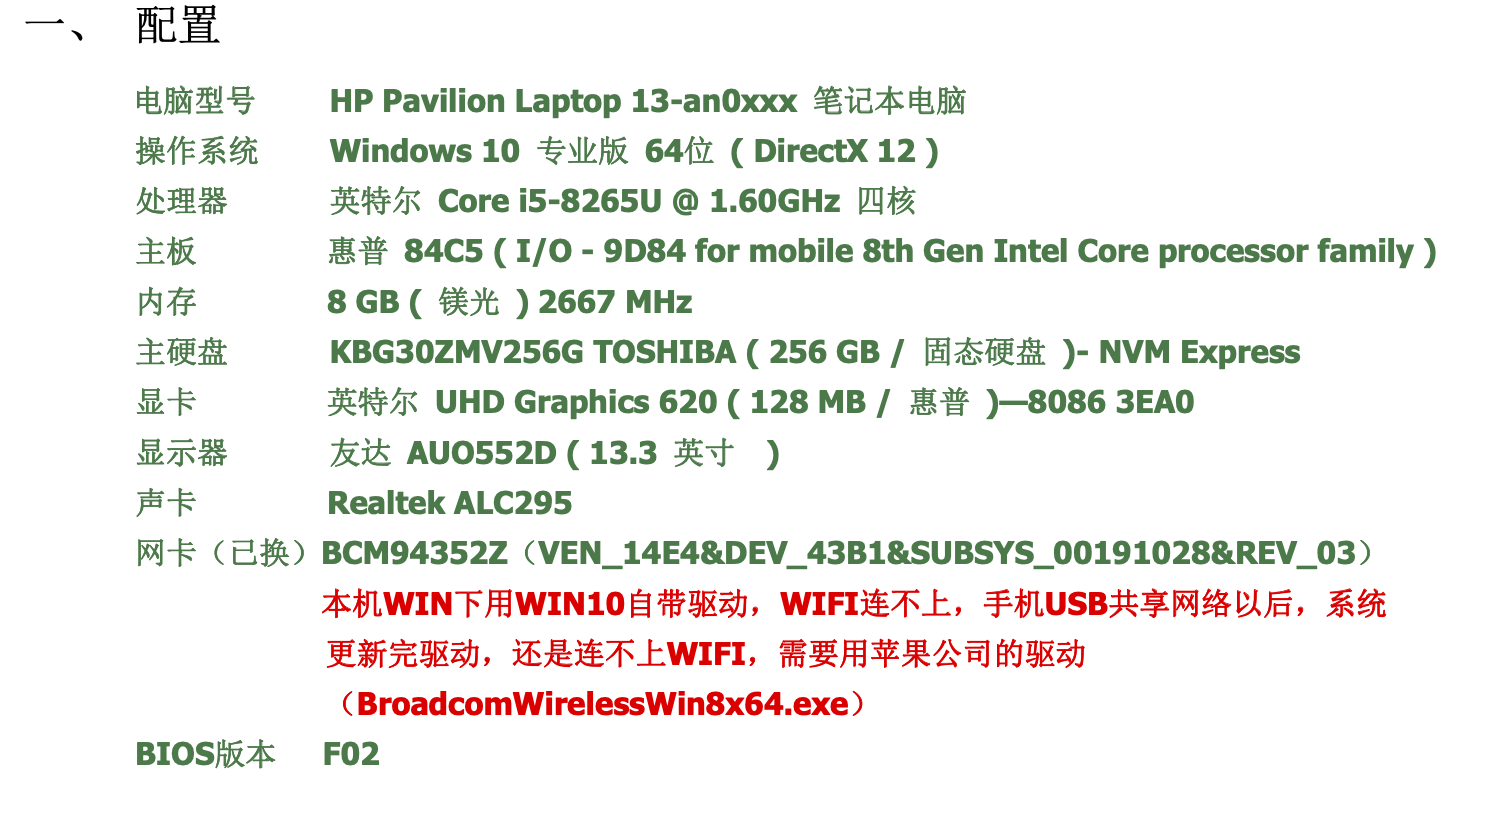 一、 配置
电脑型号 HP Pavilion Laptop 13-an0xxx 笔记本电脑
操作系统 Windows 10 专业版 64位 ( DirectX 12 )
处理器 英特尔 Core i5-8265U @ 1.60GHz 四核
主板 惠普 84C5 ( I/O - 9D84 for mobile 8th Gen Intel Core processor family )
内存 8 GB ( 镁光 ) 2667 MHz
主硬盘 KBG30ZMV256G TOSHIBA ( 256 GB / 固态硬盘 )- NVM Express
显卡 英特尔 UHD Graphics 620 ( 128 MB / 惠普 )—8086 3EA0
显示器 友达 AUO552D ( 13.3 英寸 )
声卡 Realtek ALC295
网卡（已换）BCM94352Z（VEN_14E4&DEV_43B1&SUBSYS_00191028&REV_03）
本机WIN下用WIN10自带驱动，WIFI连不上，手机USB共享网络以后，系统
更新完驱动，还是连不上WIFI，需要用苹果公司的驱动
（BroadcomWirelessWin8x64.exe）
BIOS版本 F02